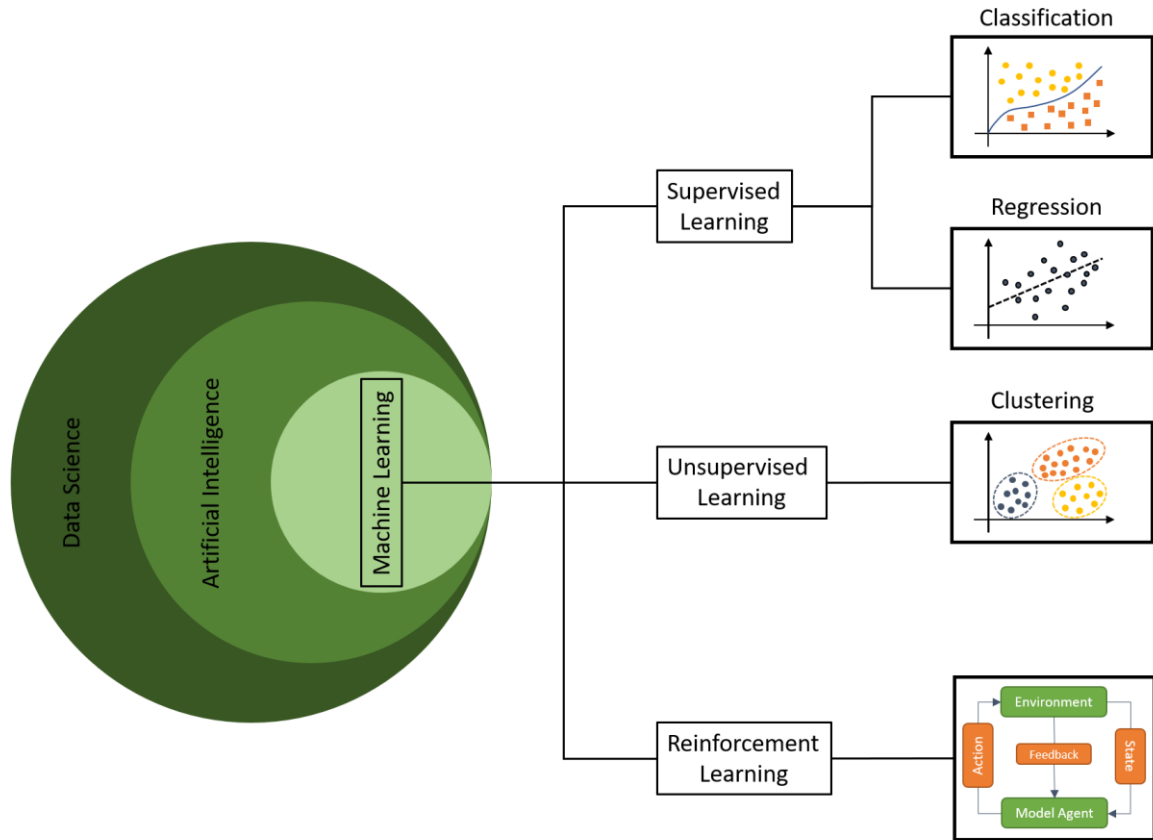 Data Science
Artificial Intelligence
Machine Learning
Supervised
Learning
Classification
Regression
Unsupervised
Learning
Clustering
Reinforcement
Learning
Environment
Action
Feedback
State
Model Agent